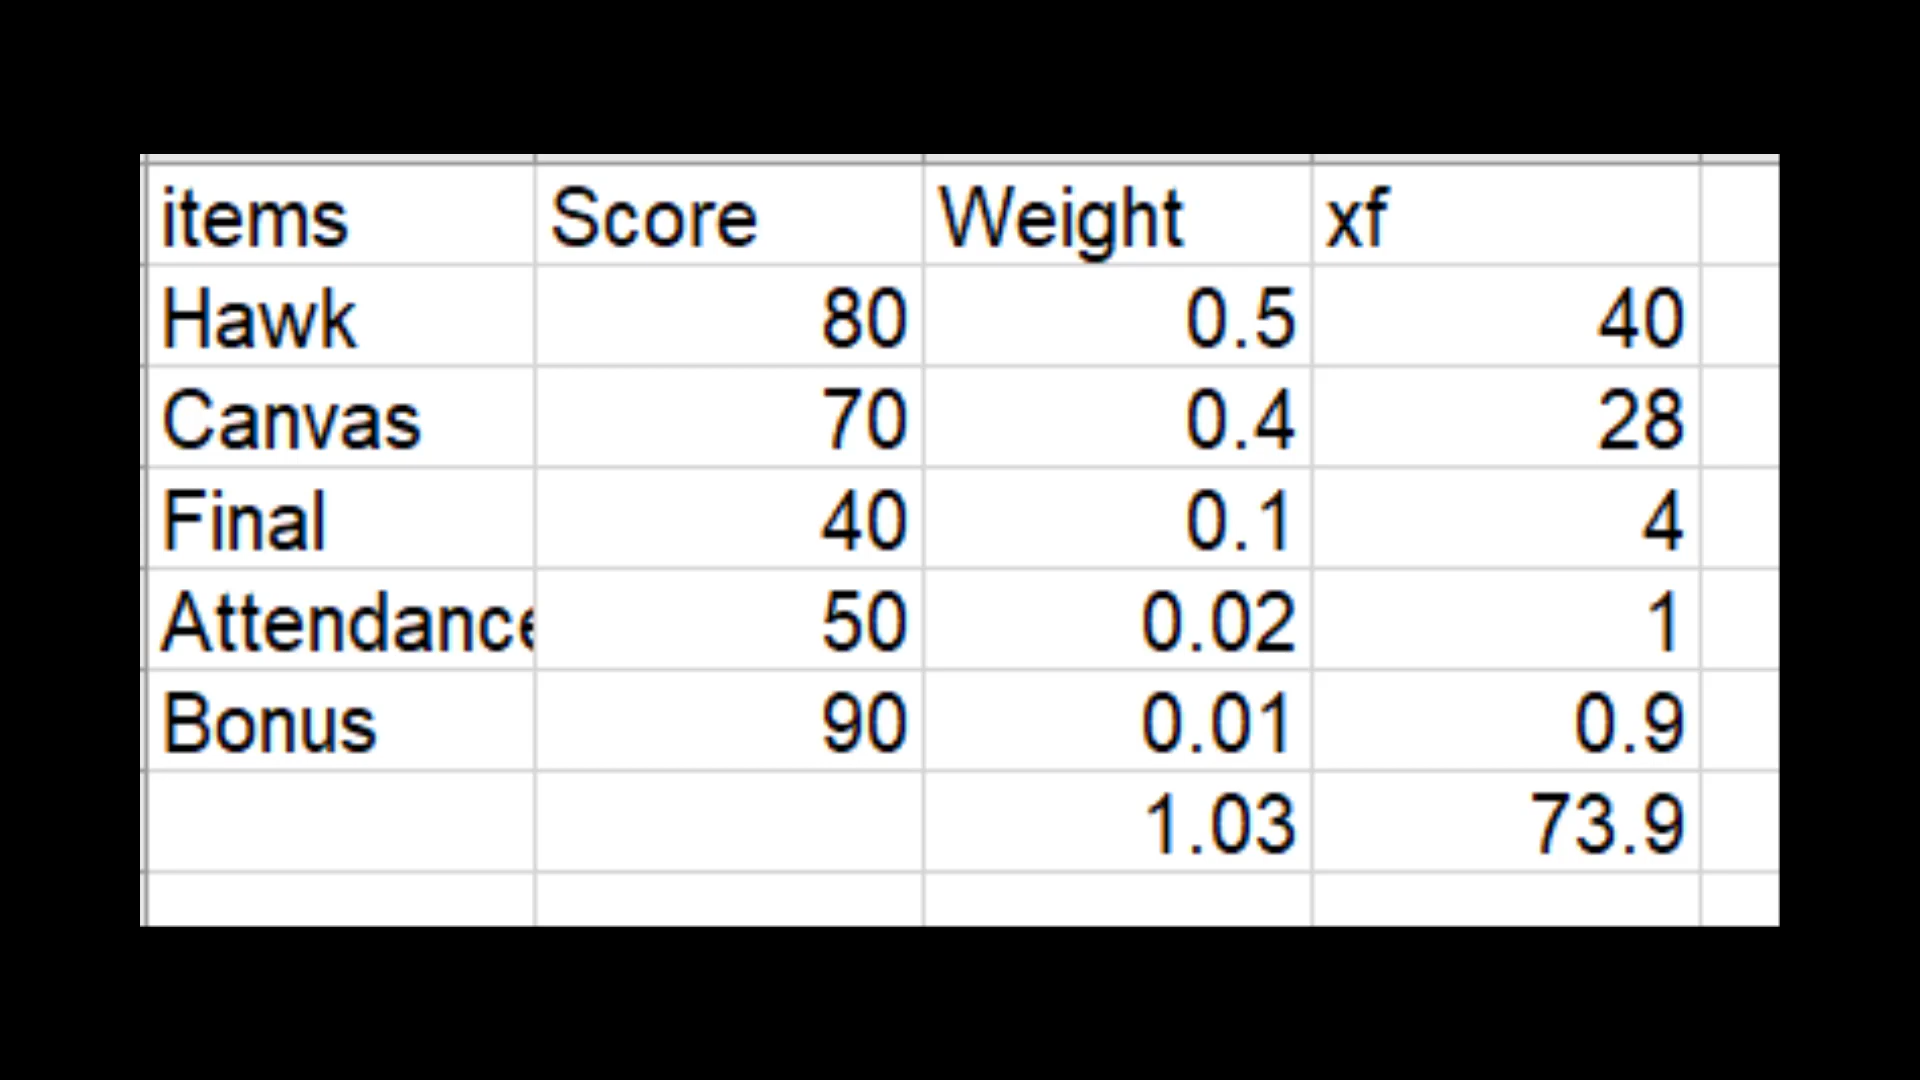 items Score Weight xf
Hawk 80 0.5 40
Canvas 70 0.4 28
Final 40 0.1 4
Attendance 50 0.02 1
Bonus 90 0.01 0.9
1.03 73.9